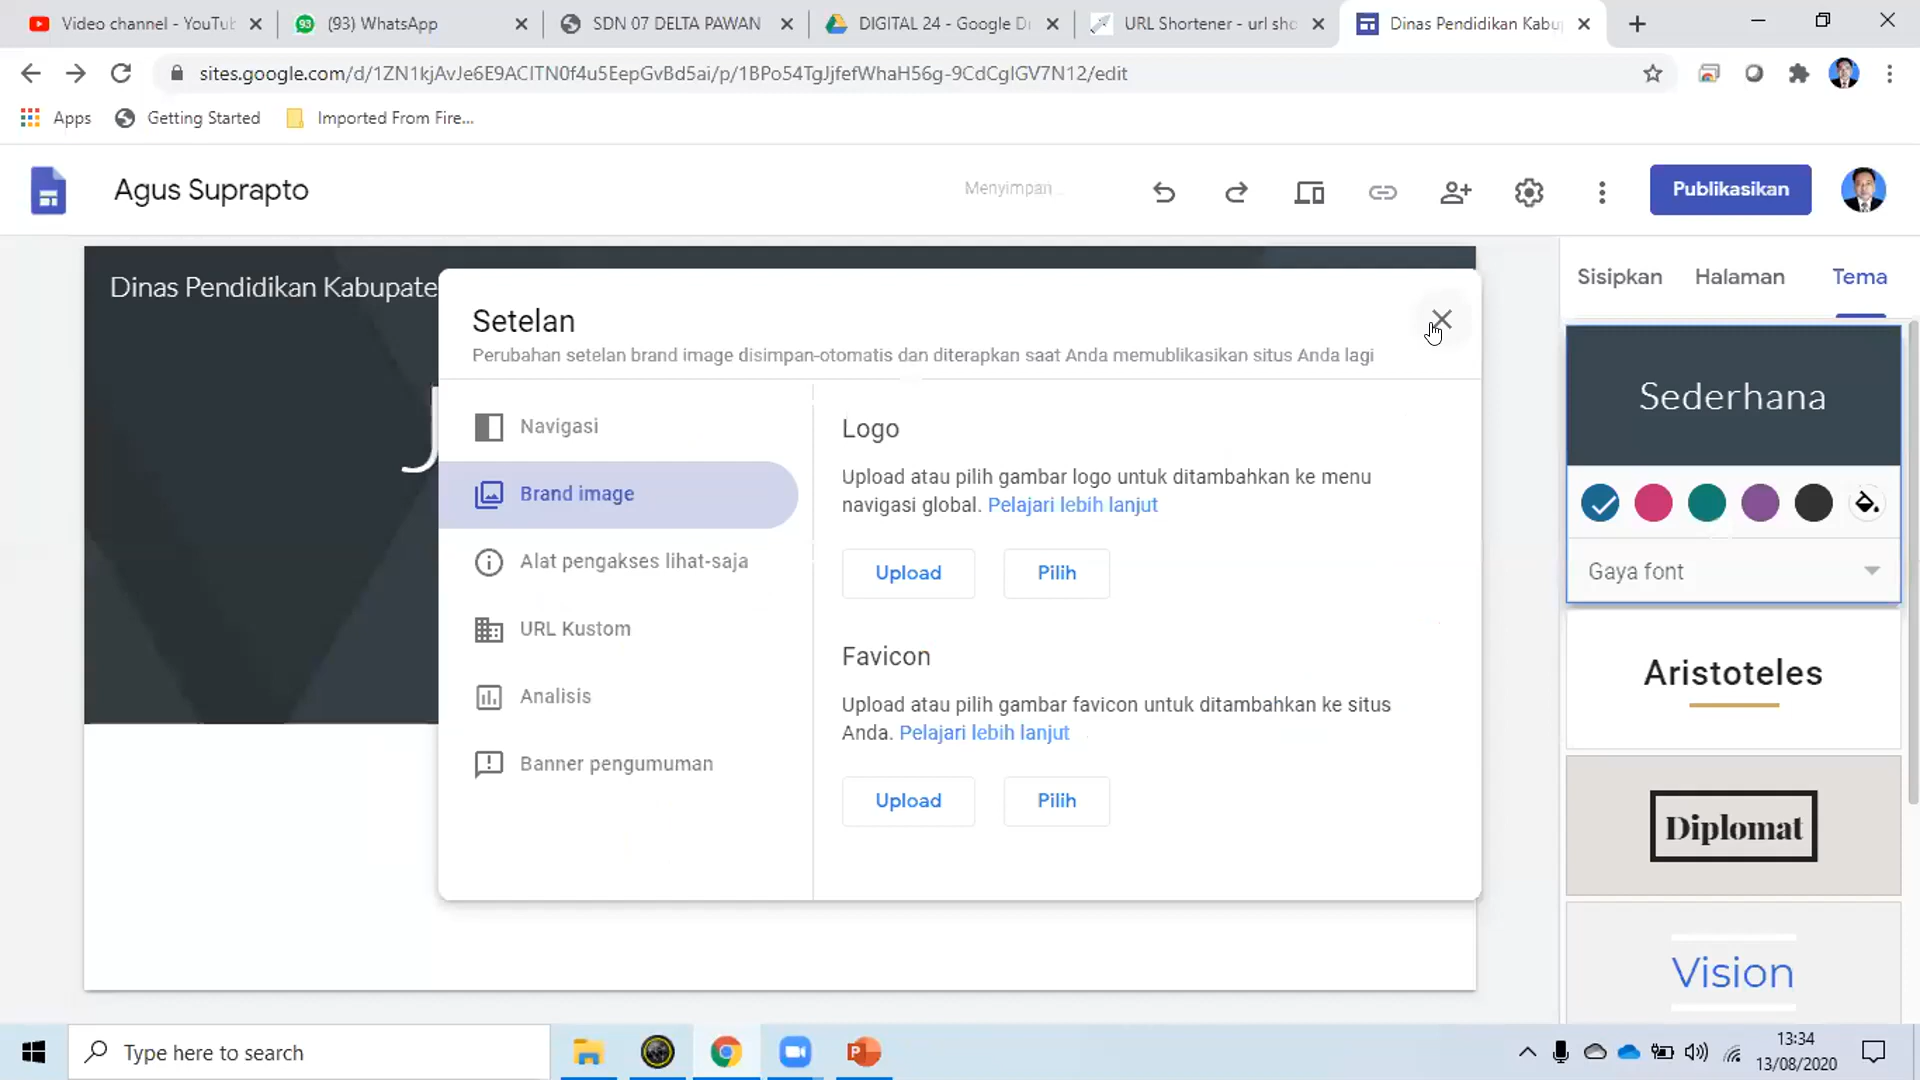 Video channel - YouTub
(93) WhatsApp
SDN 07 DELTA PAWAN
DIGITAL 24 - Google Dr
URL Shortener - url sho
Dinas Pendidikan Kabup
sites.google.com/d/1ZN1kjAvJe6E9ACITN0f4u5EepGvBd5ai/p/1BPo54TgJjfefWhaH56g-9CdCgIGV7N12/edit
Apps
Getting Started
Imported From Fire...
Agus Suprapto
Menyimpan...
Publikasikan
Dinas Pendidikan Kabupate
J
Setelan
Perubahan setelan brand image disimpan-otomatis dan diterapkan saat Anda memublikasikan situs Anda lagi
Navigasi
Brand image
Alat pengakses lihat-saja
URL Kustom
Analisis
Banner pengumuman
Logo
Upload atau pilih gambar logo untuk ditambahkan ke menu
navigasi global. Pelajari lebih lanjut
Upload
Pilih
Favicon
Upload atau pilih gambar favicon untuk ditambahkan ke situs
Anda. Pelajari lebih lanjut
Upload
Pilih
Sisipkan
Halaman
Tema
Sederhana
Gaya font
Aristoteles
Diplomat
Vision
Type here to search
13:34
13/08/2020